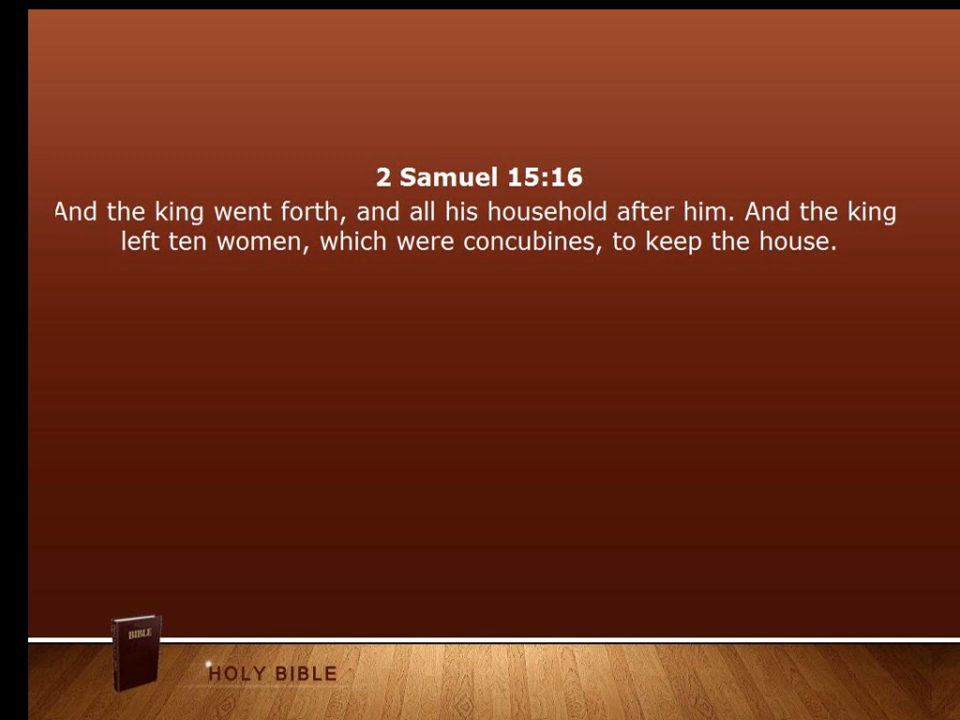 2 Samuel 15:16
And the king went forth, and all his household after him. And the king
left ten women, which were concubines, to keep the house.
BIBLE
HOLY BIBLE